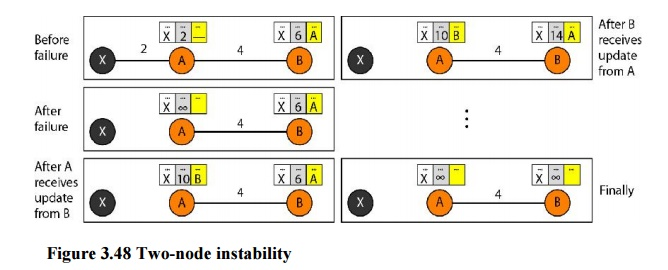 Before
failure
X 2 —
X 6 A
X 2 A 4 B
X 10 B
X 14 A
X A 4 B
After B
receives
update
from A
After
failure
X ∞
X 6 A
X A 4 B
After A
receives
update
from B
X 10 B
X 6 A
X A 4 B
X ∞
X ∞
X A 4 B
Finally
Figure 3.48 Two-node instability